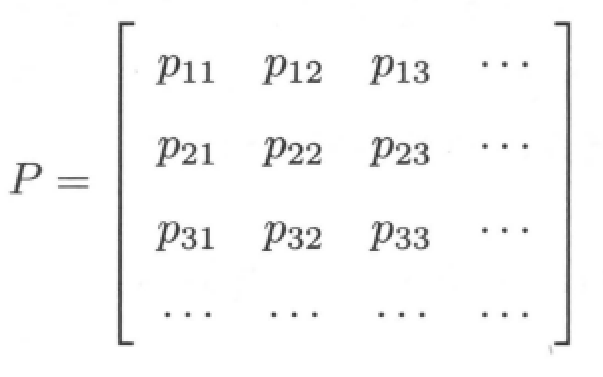 p₁₁ p₁₂ p₁₃ ⋯
p₂₁ p₂₂ p₂₃ ⋯
P =
p₃₁ p₃₂ p₃₃ ⋯
⋯ ⋯ ⋯ ⋯